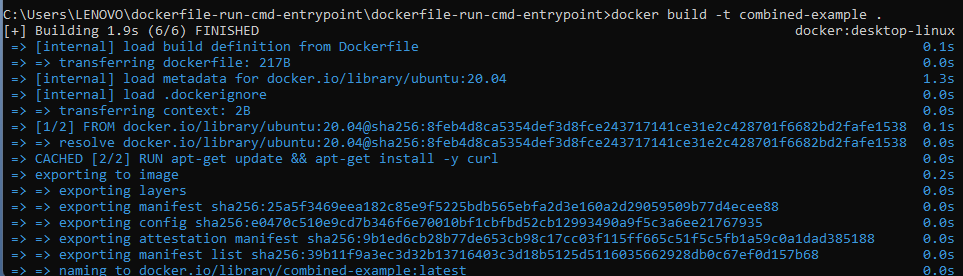 C:\Users\LENOVO\dockerfile-run-cmd-entrypoint\dockerfile-run-cmd-entrypoint>docker build -t combined-example .
[+] Building 1.9s (6/6) FINISHED docker:desktop-linux
=> [internal] load build definition from Dockerfile 0.1s
=> => transferring dockerfile: 217B 0.0s
=> [internal] load metadata for docker.io/library/ubuntu:20.04 1.3s
=> [internal] load .dockerignore 0.0s
=> => transferring context: 2B 0.0s
=> [1/2] FROM docker.io/library/ubuntu:20.04@sha256:8feb4d8ca5354def3d8fce243717141ce31e2c428701f6682bd2fafe1538 0.1s
=> => resolve docker.io/library/ubuntu:20.04@sha256:8feb4d8ca5354def3d8fce243717141ce31e2c428701f6682bd2fafe1538 0.0s
=> CACHED [2/2] RUN apt-get update && apt-get install -y curl 0.0s
=> exporting to image 0.2s
=> => exporting layers 0.0s
=> => exporting manifest sha256:25a5f3469eea182c85e9f5225bdb565ebfa2d3e160a2d29059509b77d4ecee88 0.0s
=> => exporting config sha256:e0470c510e9cd7b346f6e70010bf1cbfbd52cb12993490a9f5c3a6ee21767935 0.0s
=> => exporting attestation manifest sha256:9b1ed6cb28b77de653cb98c17cc03f115ff665c51f5c5fb1a59c0a1dad385188 0.0s
=> => exporting manifest list sha256:39b11f9a3ec3d32b13716403c3d18b5125d5116035662928db0c67ef0d157b68 0.0s
=> => naming to docker.io/library/combined-example:latest 0.0s